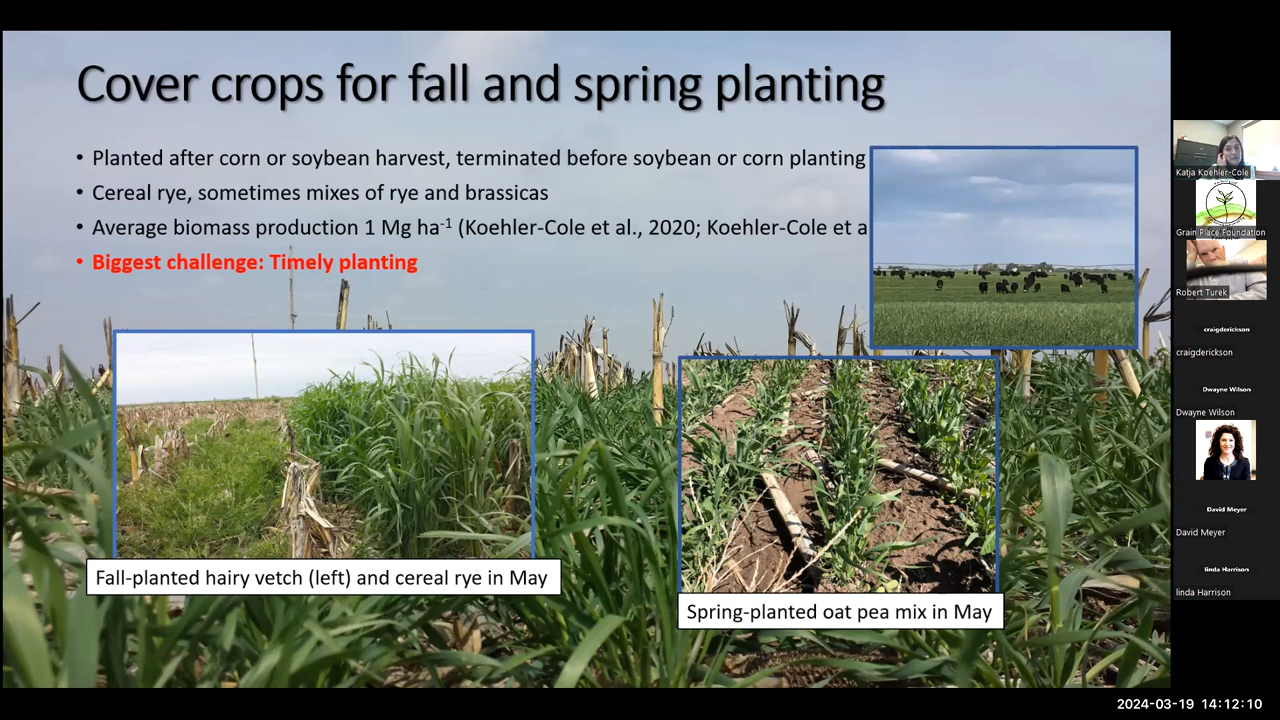 Cover crops for fall and spring planting
• Planted after corn or soybean harvest, terminated before soybean or corn planting
• Cereal rye, sometimes mixes of rye and brassicas
• Average biomass production 1 Mg ha-1 (Koehler-Cole et al., 2020; Koehler-Cole et a
• Biggest challenge: Timely planting
Fall-planted hairy vetch (left) and cereal rye in May
Spring-planted oat pea mix in May
Katja Koehler-Cole
Grain Place Foundation
Robert Turek
craigderickson
craigderickson
Dwayne Wilson
Dwayne Wilson
David Meyer
David Meyer
linda Harrison
linda Harrison
2024-03-19 14:12:10